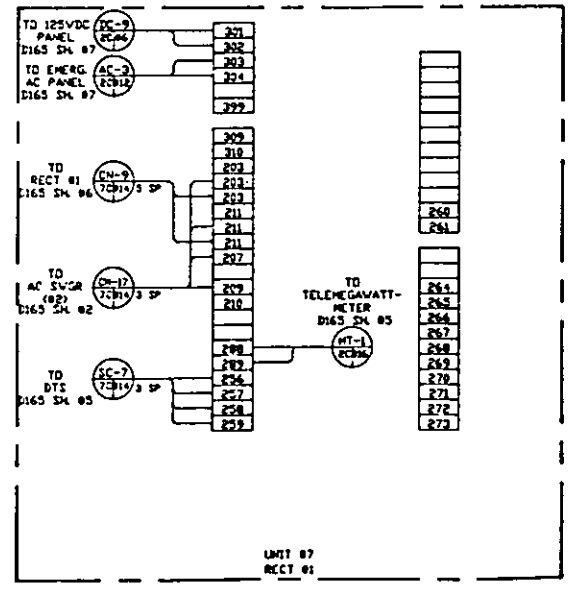 TO 125VDC
PANEL
D165 SH. 07
DC-9
2C#6
TO EMERG.
AC PANEL
D165 SH. 07
AC-3
2C#12
301
302
303
304
399
309
310
203
203
203
211
211
211
207
209
210
288
289
256
257
258
259
TO
RECT 01
D165 SH. 06
CN-9
7C#14
5 SP
TO
AC SWGR
(02)
D165 SH. 02
CN-17
7C#14
3 SP
TO
DTS
D165 SH. 05
SC-7
7C#14
3 SP
TO
TELEMEGAWATT-
METER
D165 SH. 05
MT-1
2C#16
260
261
264
265
266
267
268
269
270
271
272
273
UNIT 07
RECT 01